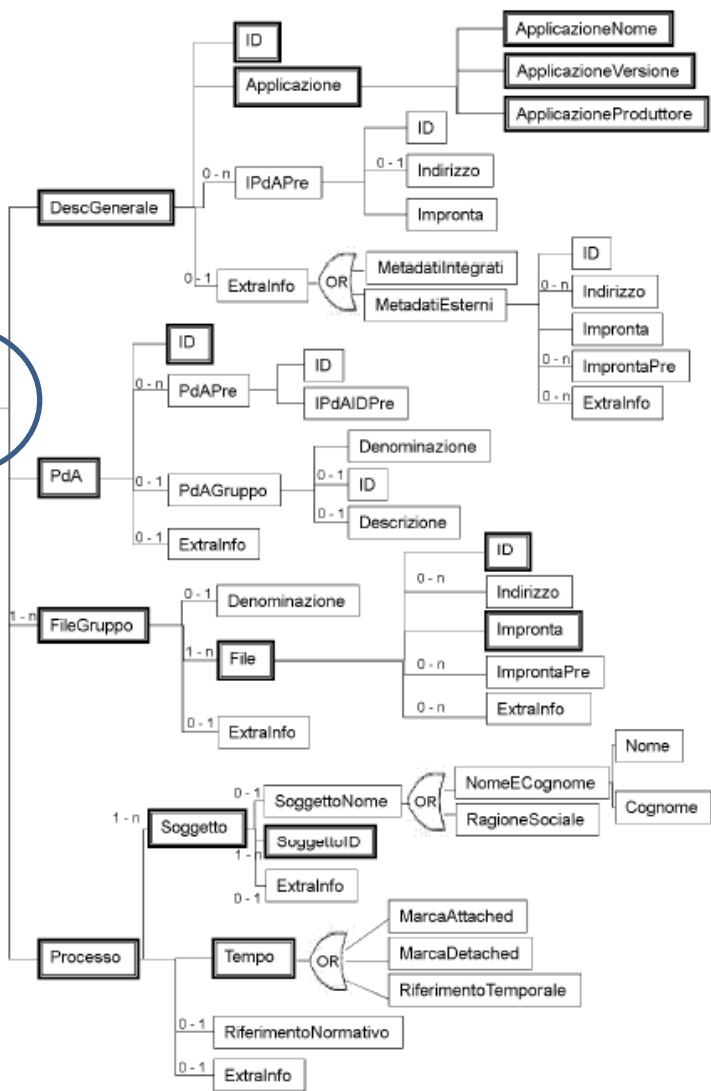 ID
Applicazione
ApplicazioneNome
ApplicazioneVersione
ApplicazioneProduttore
DescGenerale
0 - n
IPdAPre
ID
0 - 1
Indirizzo
Impronta
0 - 1
ExtraInfo
OR
MetadatiIntegrati
MetadatiEsterni
ID
0 - n
Indirizzo
Impronta
0 - n
ImprontaPre
0 - n
ExtraInfo
PdA
ID
0 - n
PdAPre
ID
IPdAIDPre
0 - 1
PdAGruppo
Denominazione
0 - 1
ID
0 - 1
Descrizione
0 - 1
ExtraInfo
1 - n
FileGruppo
0 - 1
Denominazione
1 - n
File
ID
0 - n
Indirizzo
Impronta
0 - n
ImprontaPre
0 - n
ExtraInfo
0 - 1
ExtraInfo
Processo
1 - n
Soggetto
0 - 1
SoggettoNome
OR
NomeECognome
Nome
Cognome
RagioneSociale
SoggettoID
1 - n
0 - 1
ExtraInfo
Tempo
OR
MarcaAttached
MarcaDetached
RiferimentoTemporale
0 - 1
RiferimentoNormativo
0 - 1
ExtraInfo